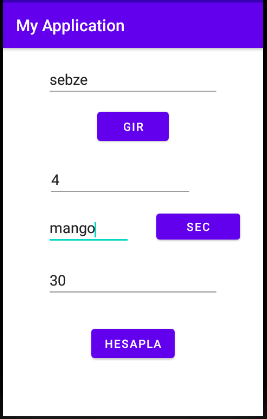 My Application
sebze
GIR
4
mango
SEC
30
HESAPLA